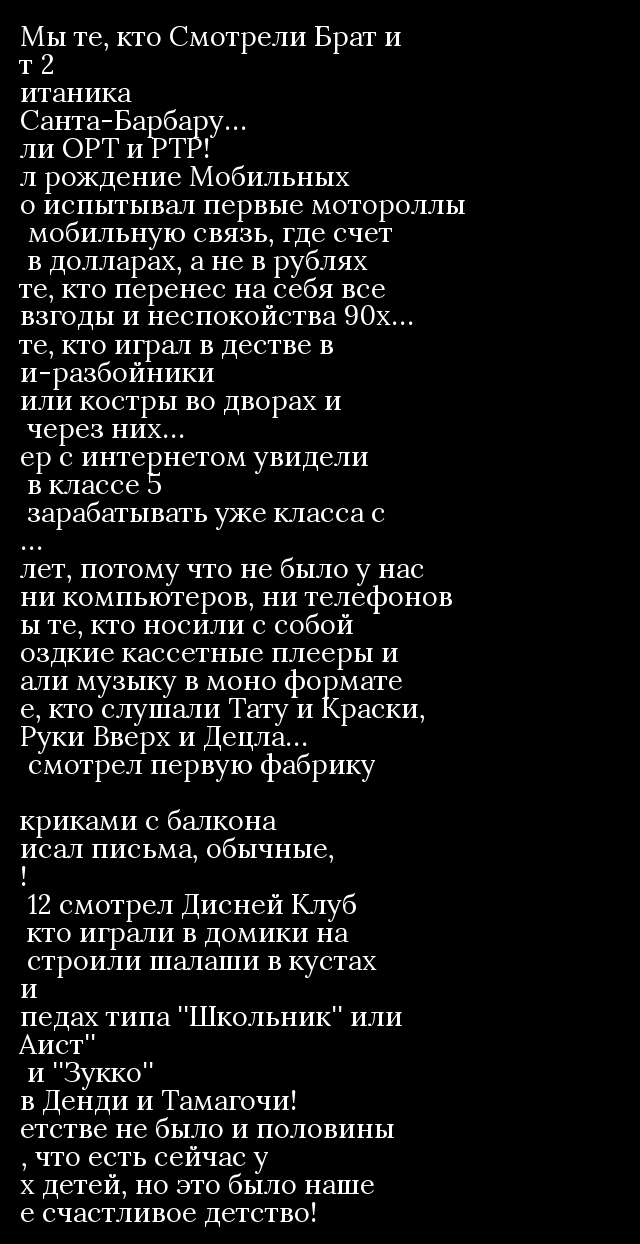 Мы те, кто Смотрели Брат и
т 2
итаника
Санта-Барбару...
ли ОРТ и РТР!
л рождение Мобильных
о испытывал первые мотороллы
мобильную связь, где счет
в долларах, а не в рублях
те, кто перенес на себя все
взгоды и неспокойства 90х...
те, кто играл в дестве в
и-разбойники
или костры во дворах и
через них...
ер с интернетом увидели
в классе 5
зарабатывать уже класса с
...
лет, потому что не было у нас
ни компьютеров, ни телефонов
ы те, кто носили с собой
оздкие кассетные плееры и
али музыку в моно формате
е, кто слушали Тату и Краски,
Руки Вверх и Децла...
смотрел первую фабрику
криками с балкона
исал письма, обычные,
!
12 смотрел Дисней Клуб
кто играли в домики на
строили шалаши в кустах
и
педах типа "Школьник" или
Аист"
и "Зукко"
в Денди и Тамагочи!
етстве не было и половины
, что есть сейчас у
х детей, но это было наше
е счастливое детство!